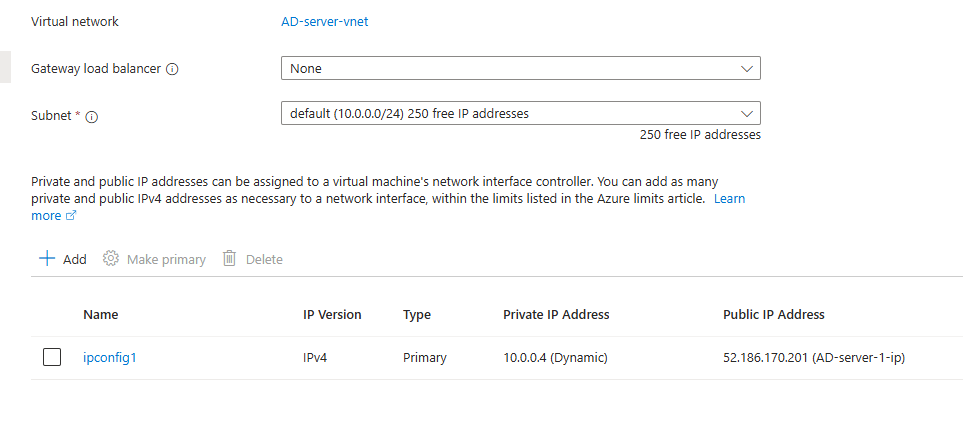 Virtual network AD-server-vnet
Gateway load balancer None
Subnet * default (10.0.0.0/24) 250 free IP addresses
250 free IP addresses
Private and public IP addresses can be assigned to a virtual machine's network interface controller. You can add as many
private and public IPv4 addresses as necessary to a network interface, within the limits listed in the Azure limits article. Learn
more
Add Make primary Delete
Name IP Version Type Private IP Address Public IP Address
ipconfig1 IPv4 Primary 10.0.0.4 (Dynamic) 52.186.170.201 (AD-server-1-ip)